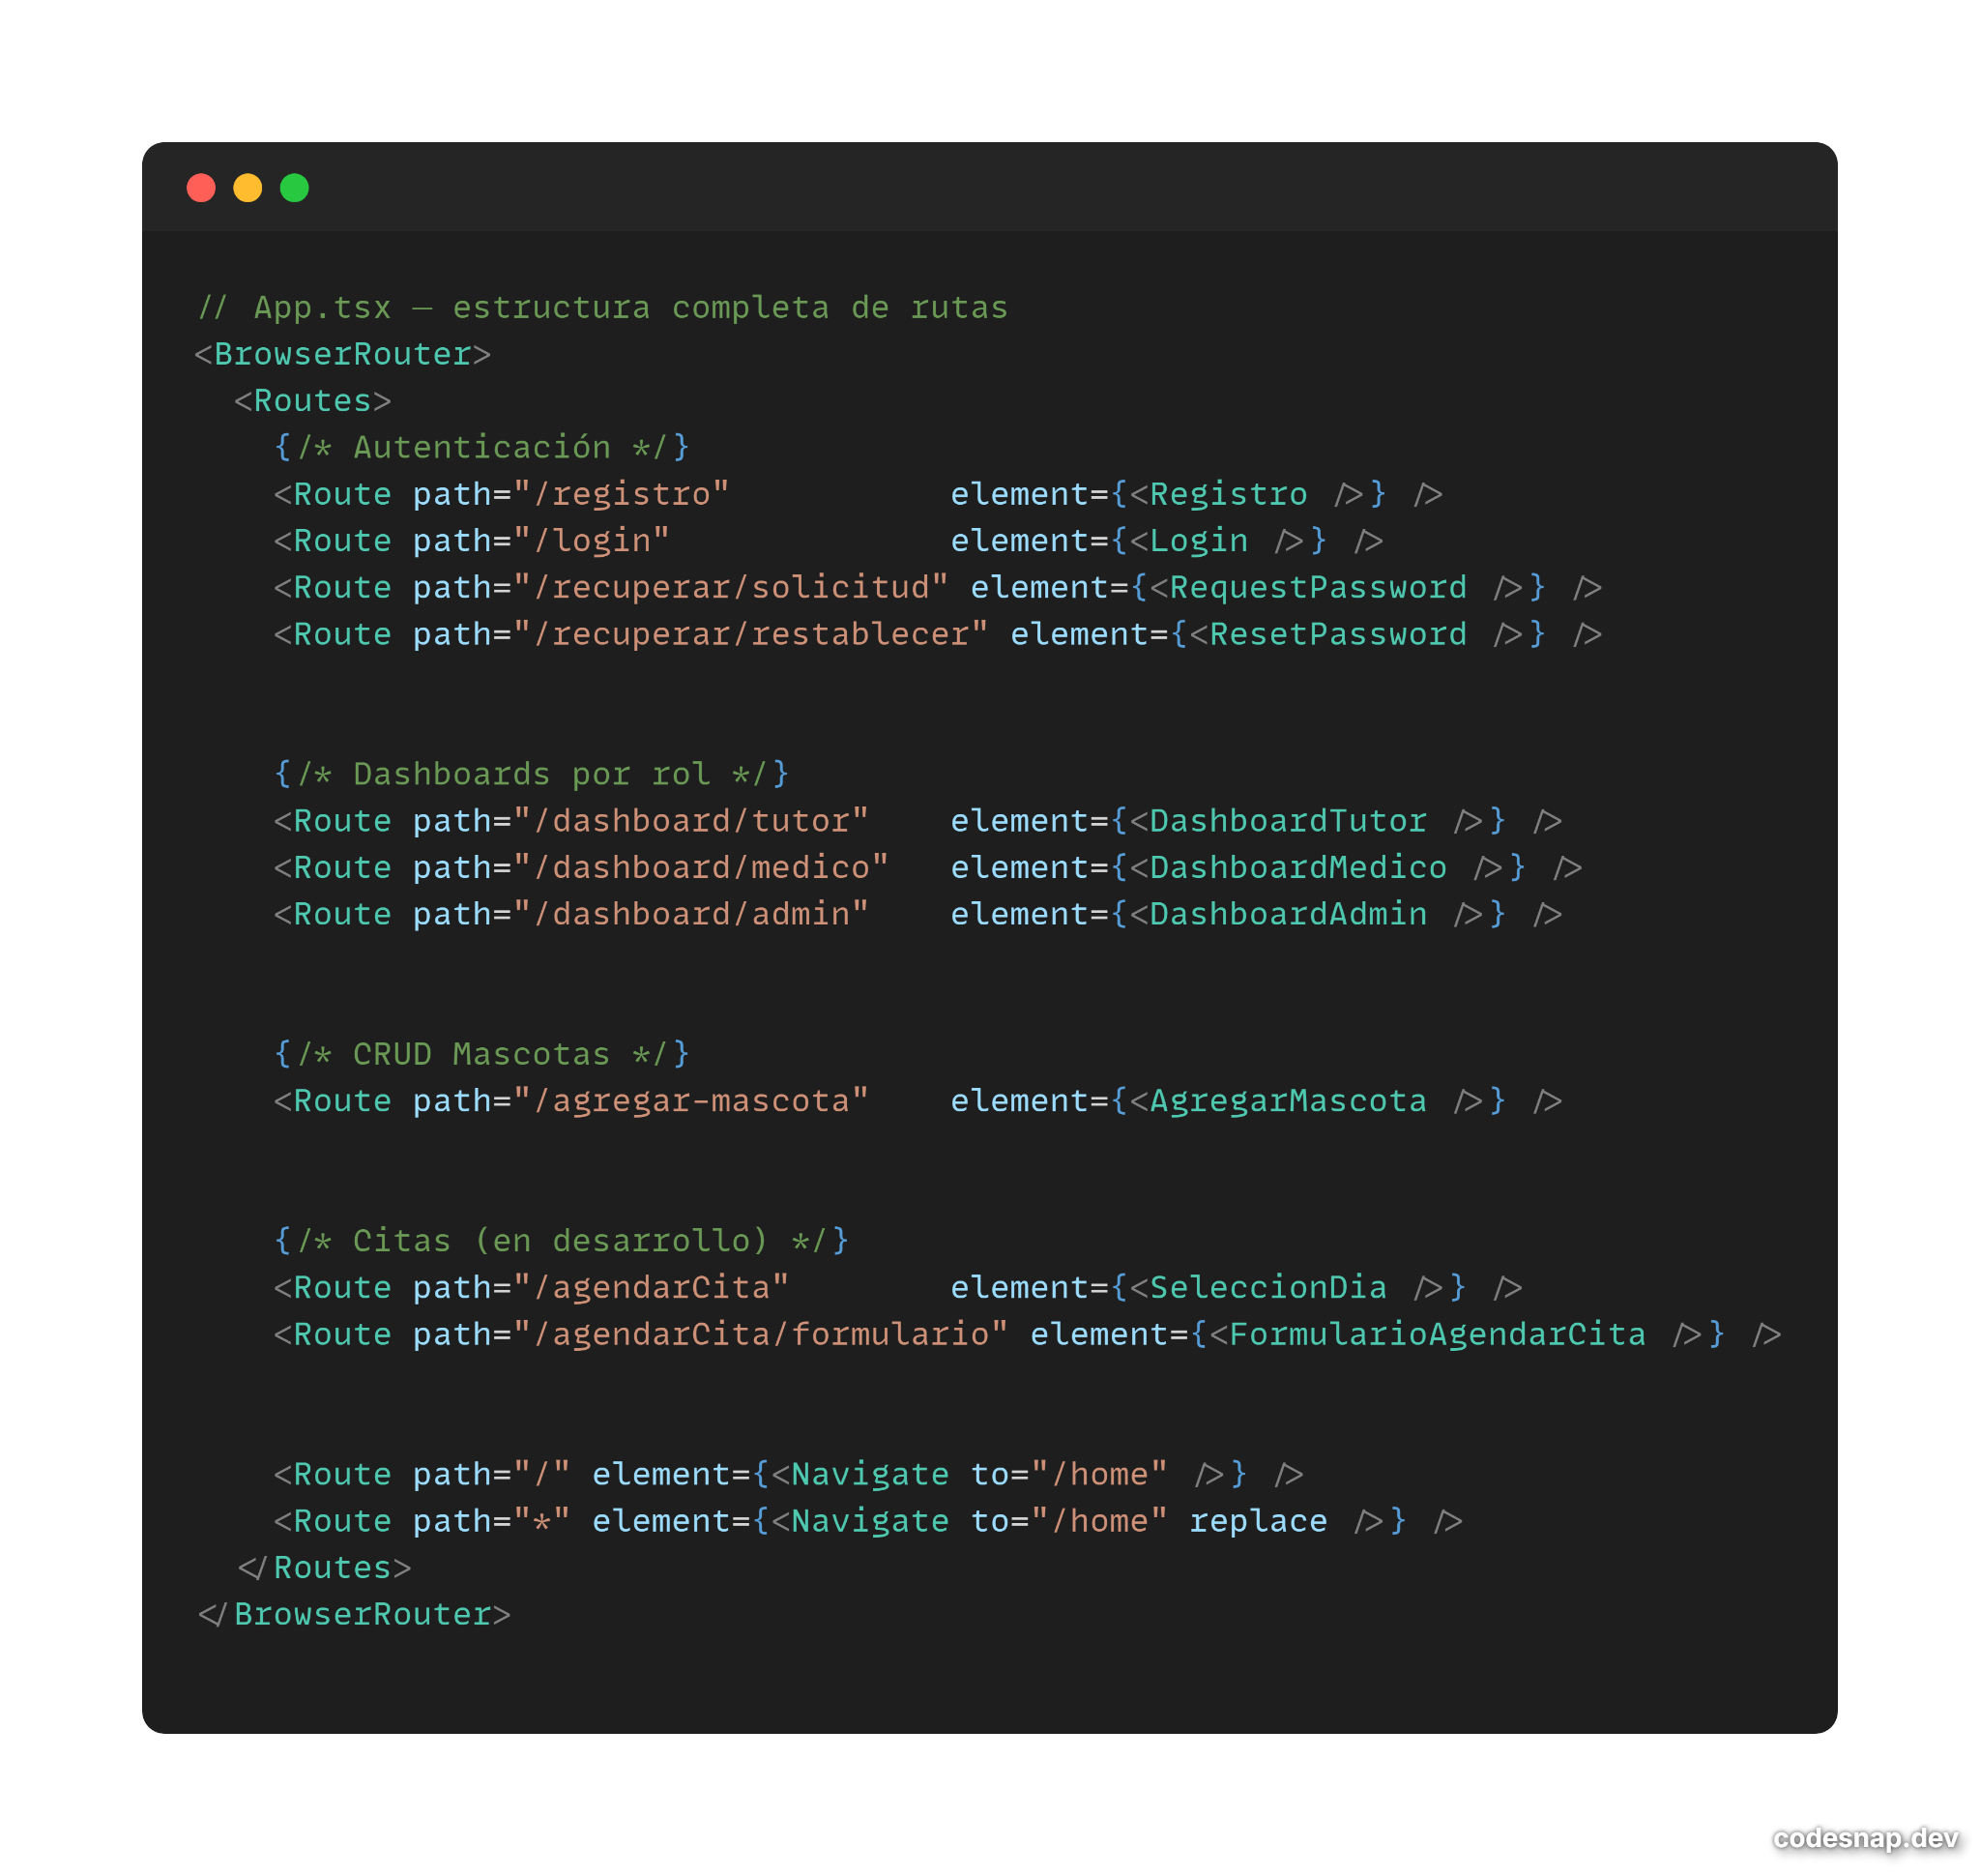 // App.tsx — estructura completa de rutas
<BrowserRouter>
  <Routes>
    {/* Autenticación */}
    <Route path="/registro"           element={<Registro />} />
    <Route path="/login"              element={<Login />} />
    <Route path="/recuperar/solicitud" element={<RequestPassword />} />
    <Route path="/recuperar/restablecer" element={<ResetPassword />} />
    {/* Dashboards por rol */}
    <Route path="/dashboard/tutor"    element={<DashboardTutor />} />
    <Route path="/dashboard/medico"   element={<DashboardMedico />} />
    <Route path="/dashboard/admin"    element={<DashboardAdmin />} />
    {/* CRUD Mascotas */}
    <Route path="/agregar-mascota"    element={<AgregarMascota />} />
    {/* Citas (en desarrollo) */}
    <Route path="/agendarCita"        element={<SeleccionDia />} />
    <Route path="/agendarCita/formulario" element={<FormularioAgendarCita />} />
    <Route path="/" element={<Navigate to="/home" />} />
    <Route path="*" element={<Navigate to="/home" replace />} />
  </Routes>
</BrowserRouter>
codesnap.dev